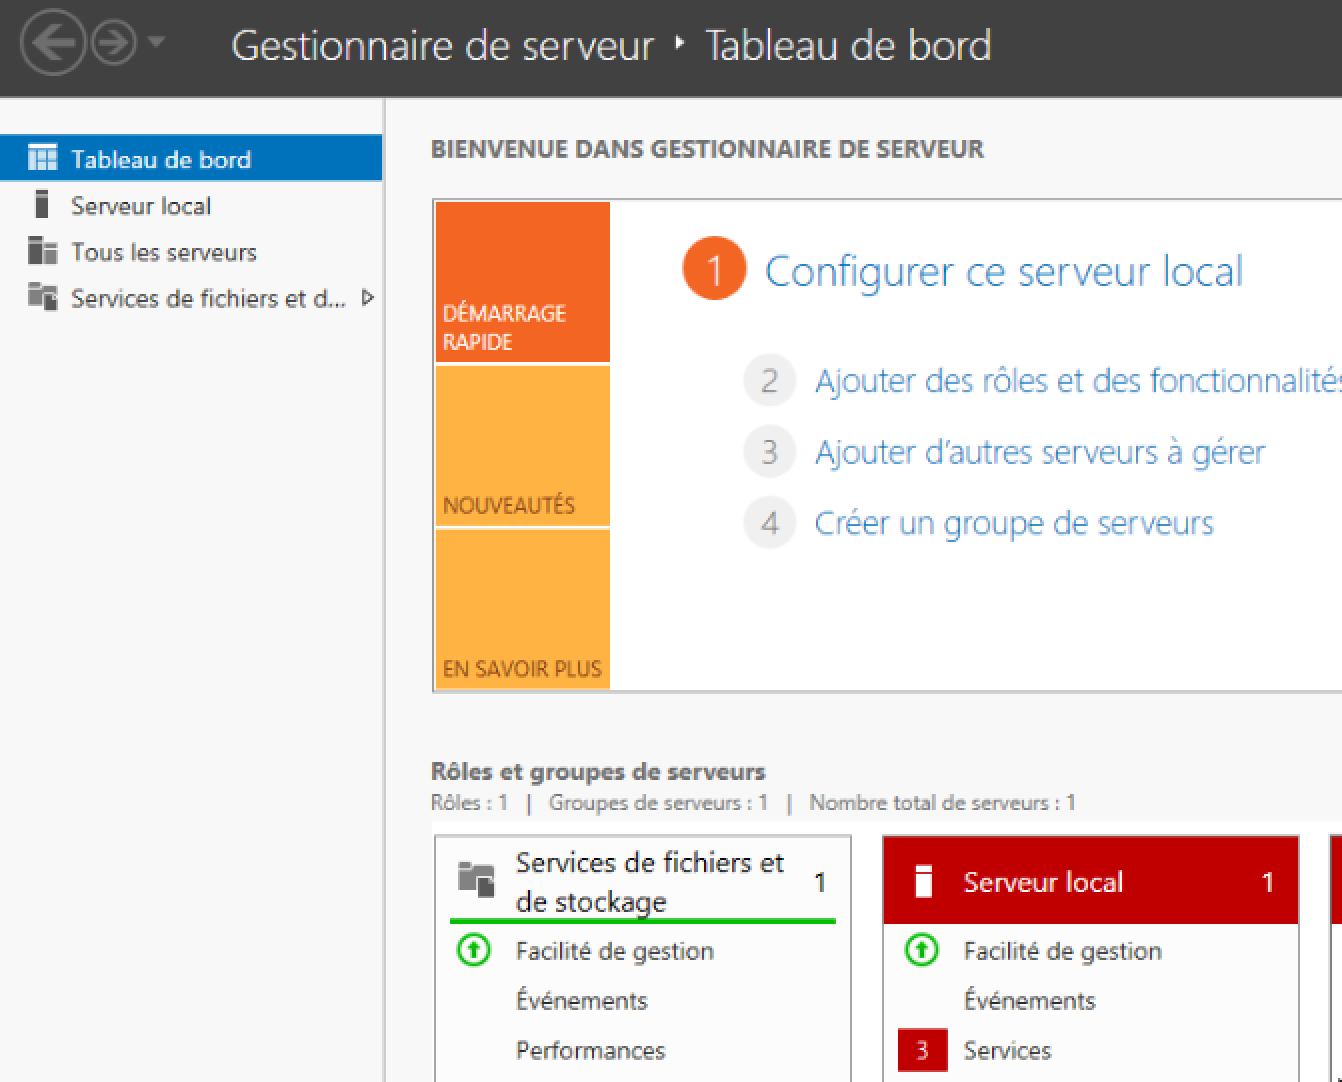 Gestionnaire de serveur ‣ Tableau de bord
Tableau de bord
Serveur local
Tous les serveurs
Services de fichiers et d...
BIENVENUE DANS GESTIONNAIRE DE SERVEUR
DÉMARRAGE
RAPIDE
NOUVEAUTÉS
EN SAVOIR PLUS
1 Configurer ce serveur local
2 Ajouter des rôles et des fonctionnalités
3 Ajouter d’autres serveurs à gérer
4 Créer un groupe de serveurs
Rôles et groupes de serveurs
Rôles : 1 | Groupes de serveurs : 1 | Nombre total de serveurs : 1
Services de fichiers et
de stockage
1
Facilité de gestion
Événements
Performances
Serveur local 1
Facilité de gestion
Événements
3 Services